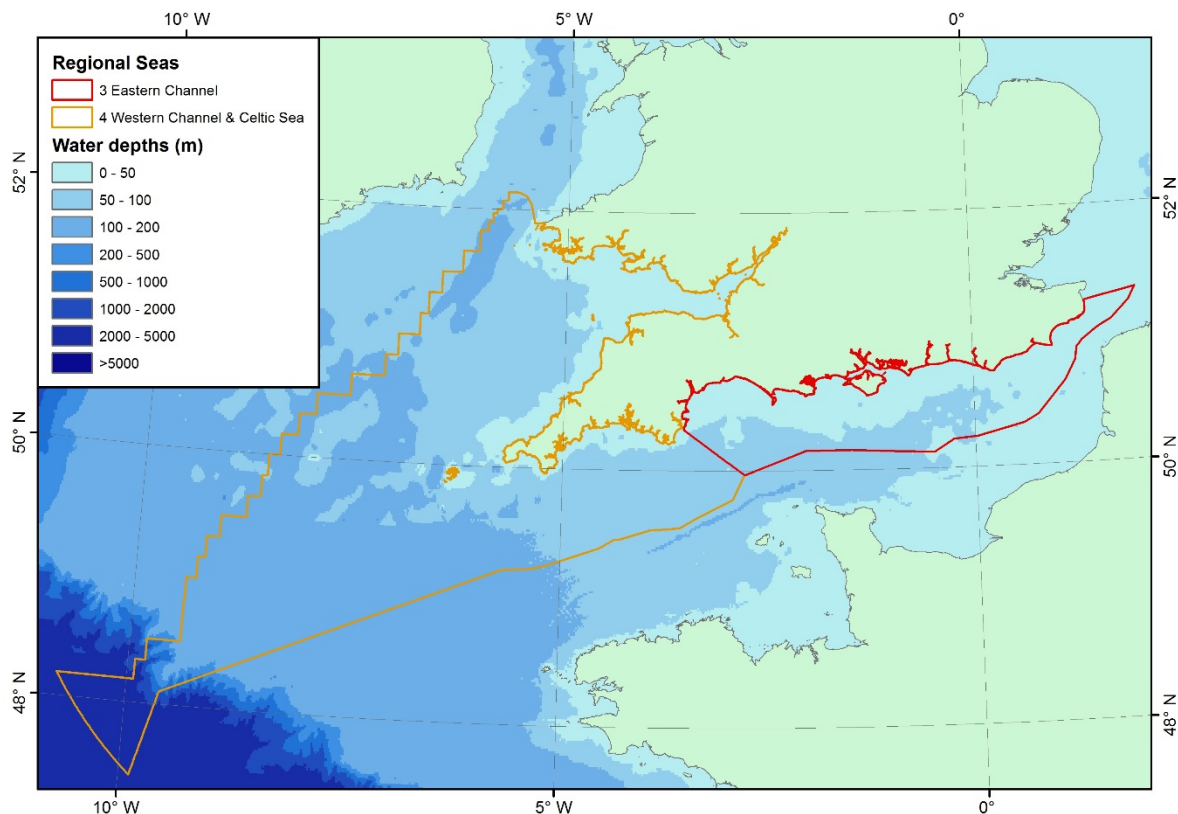 10° W 5° W 0°
Regional Seas
3 Eastern Channel
4 Western Channel & Celtic Sea
Water depths (m)
0 - 50
50 - 100
100 - 200
200 - 500
500 - 1000
1000 - 2000
2000 - 5000
>5000
52° N
52° N
50° N
50° N
48° N
48° N
10° W 5° W 0°